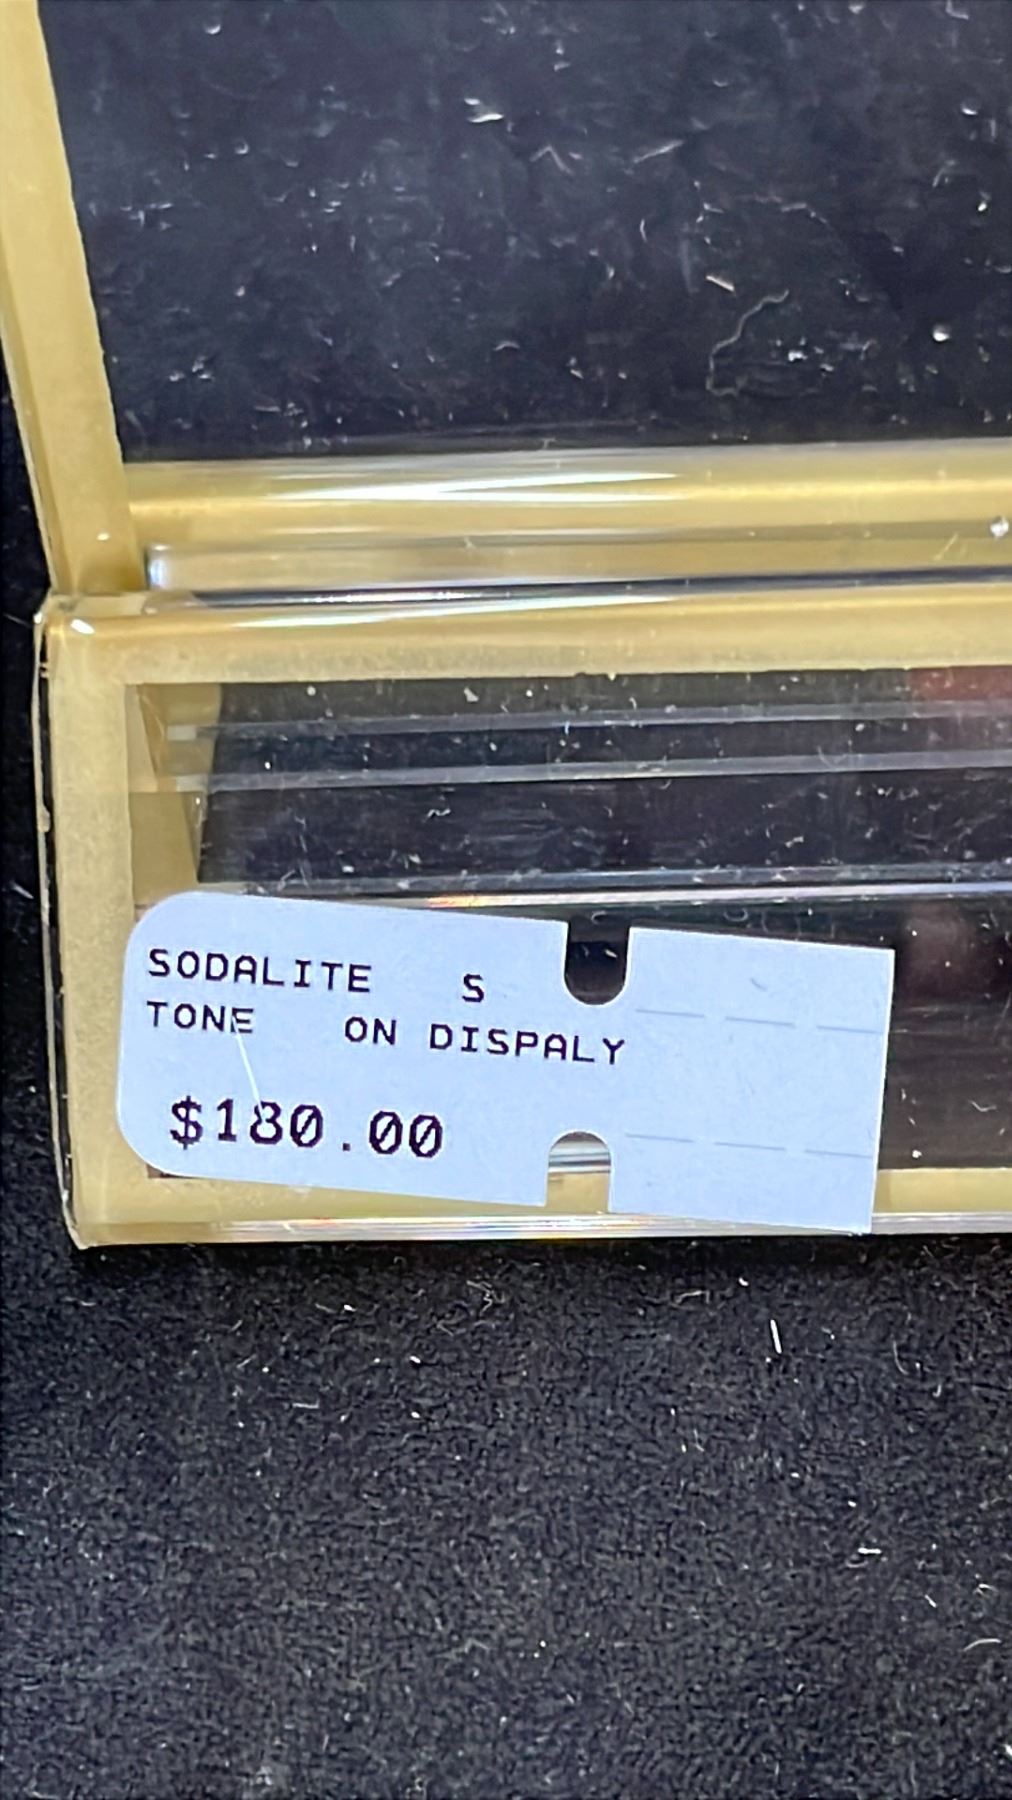 SODALITE S
TONE ON DISPALY
$180.00